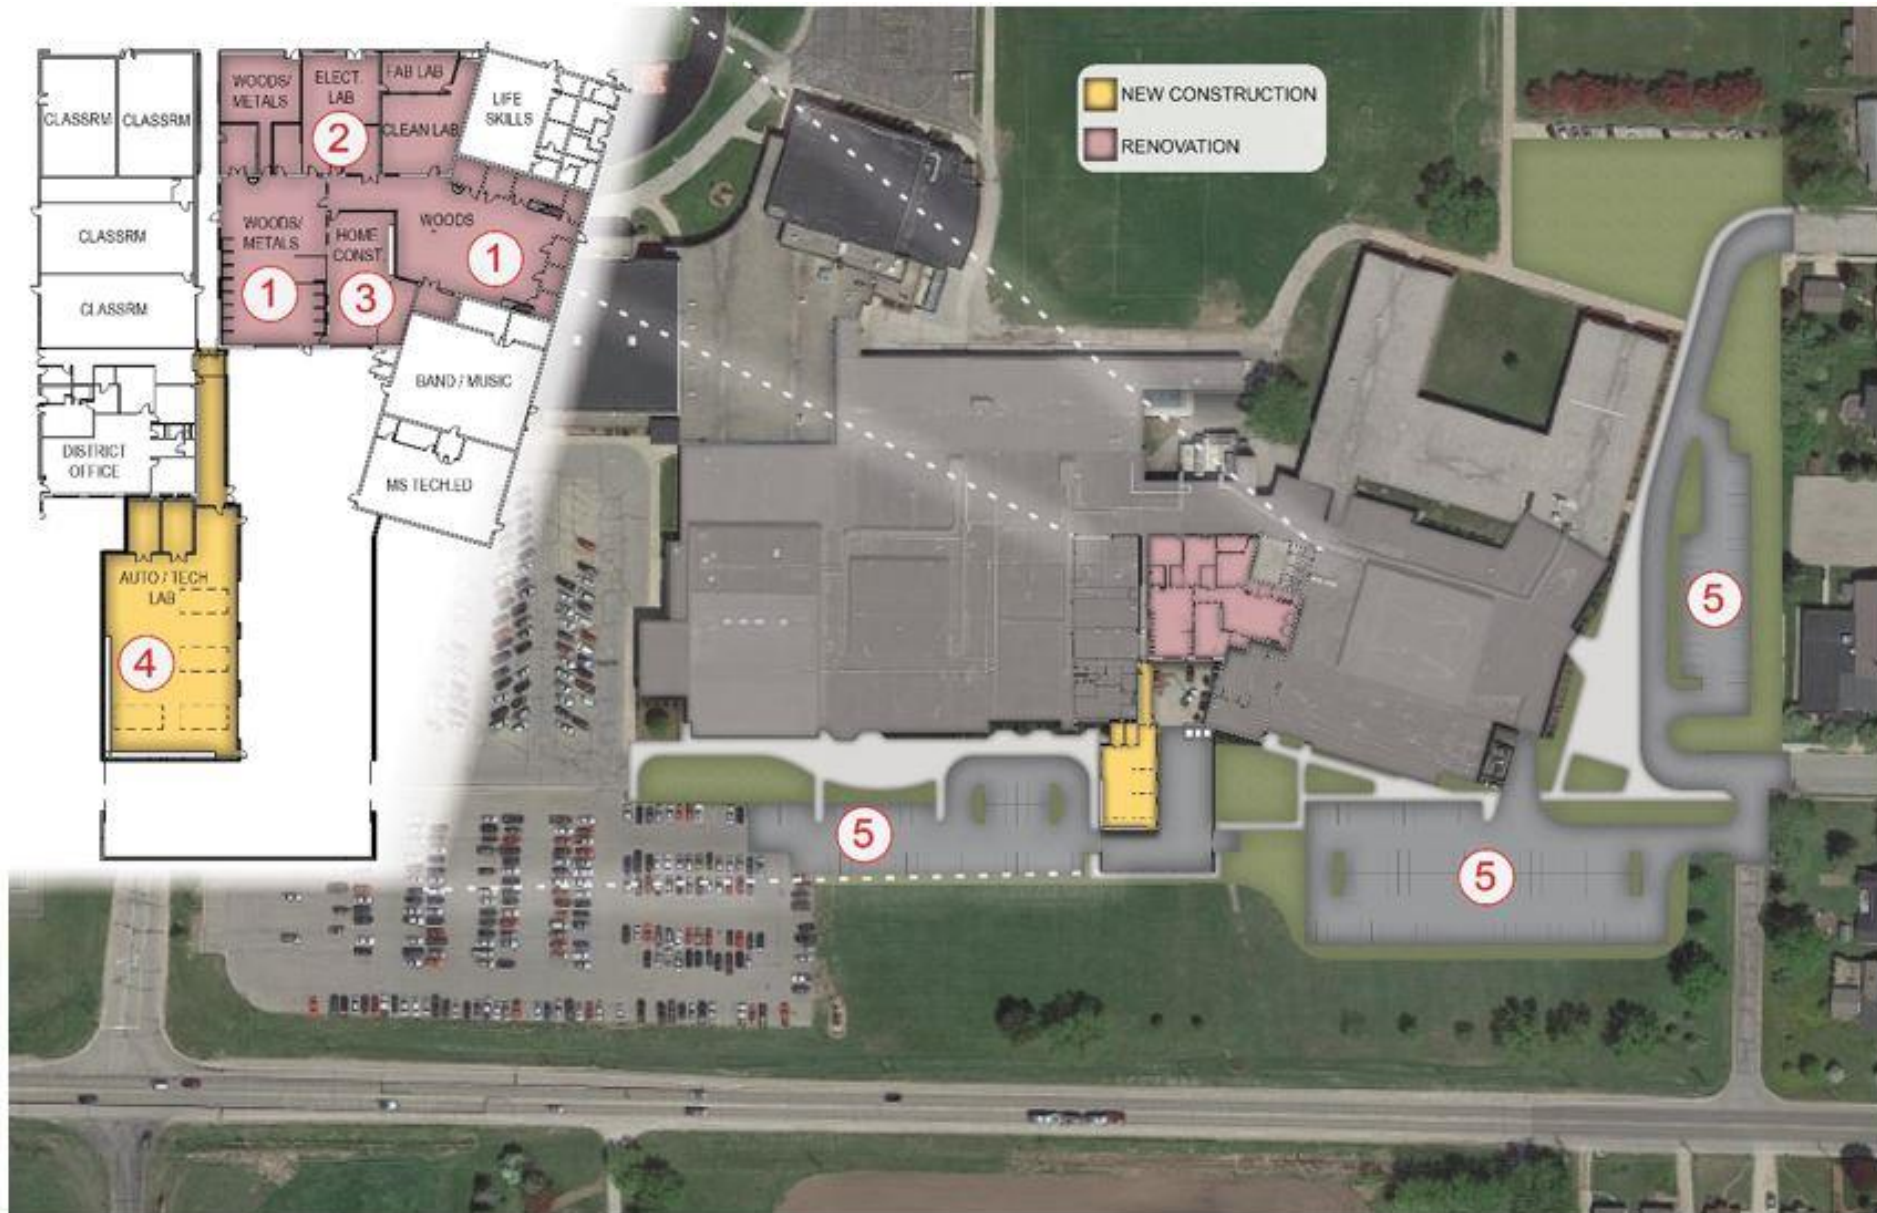 NEW CONSTRUCTION
RENOVATION
CLASSRM
CLASSRM
WOODS/
METALS
ELECT.
LAB
2
FAB LAB
CLEAN LAB
LIFE
SKILLS
CLASSRM
CLASSRM
WOODS/
METALS
1
HOME
CONST.
3
WOODS
1
BAND / MUSIC
MS TECH.ED
DISTRICT
OFFICE
AUTO / TECH
LAB
4
5
5
5